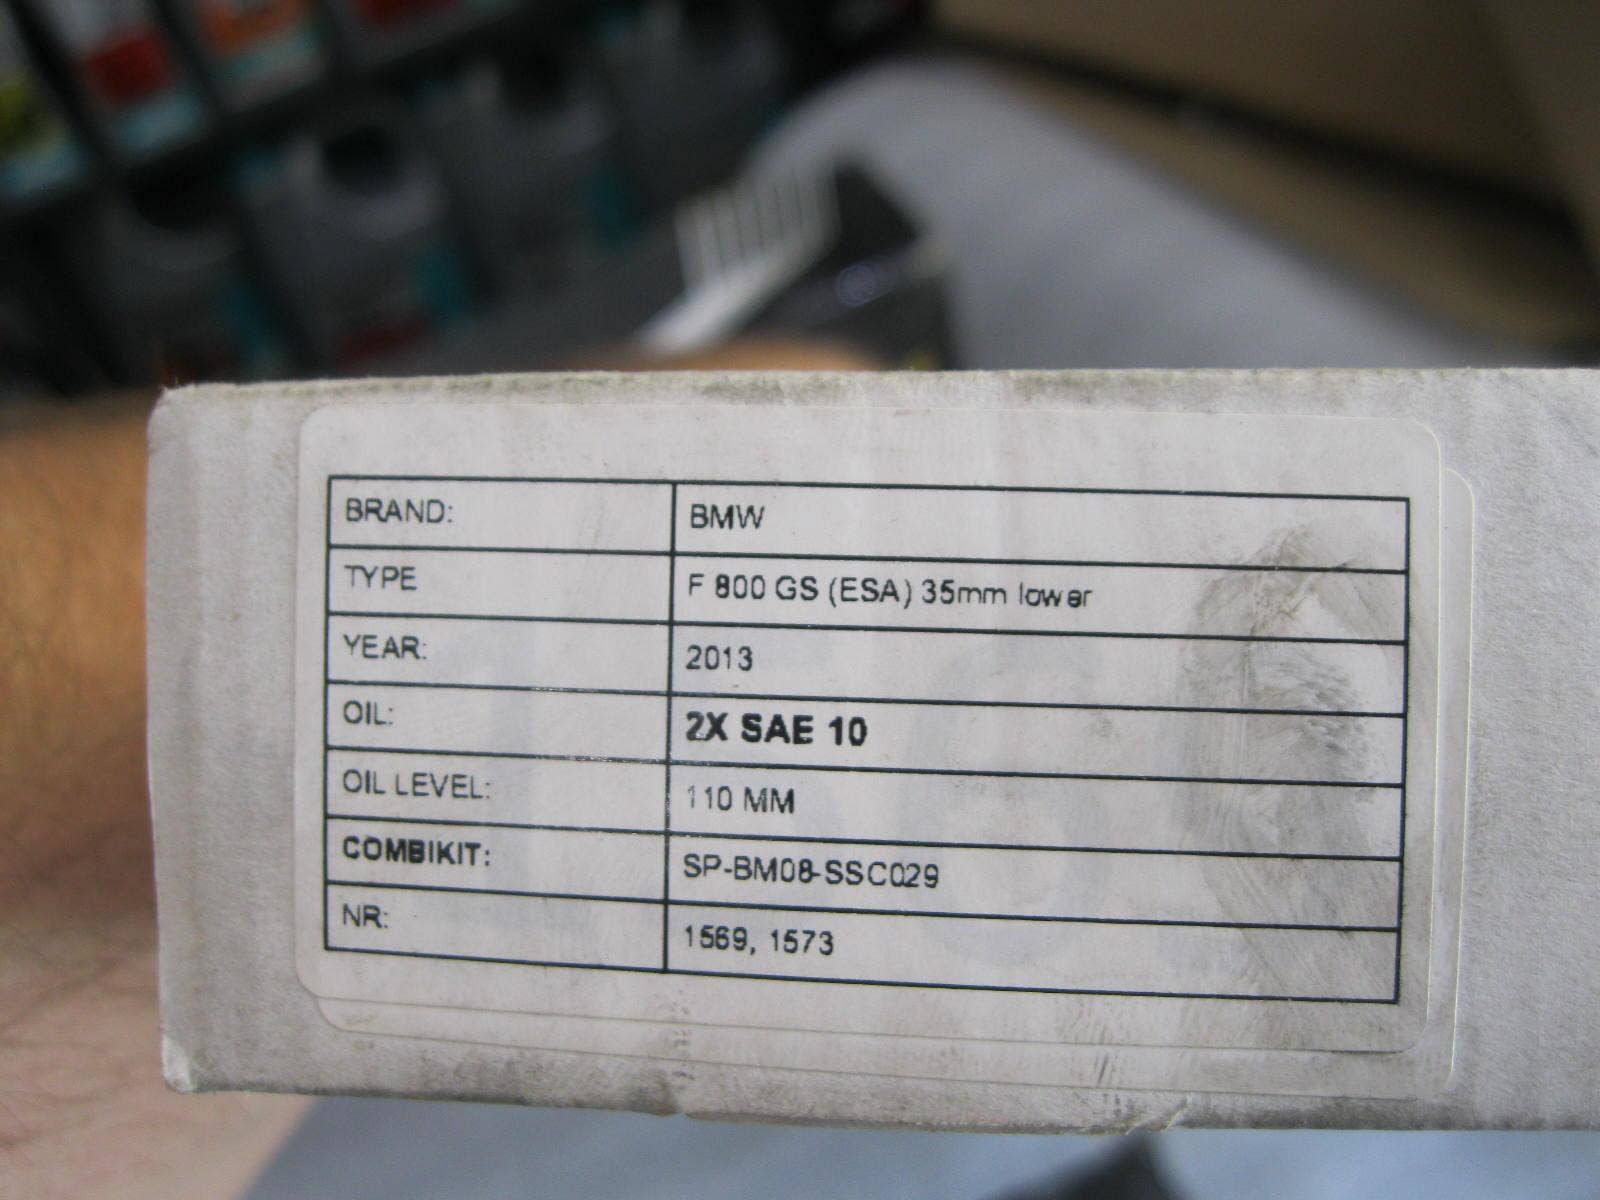 BRAND: BMW
TYPE F 800 GS (ESA) 35mm lower
YEAR: 2013
OIL: 2X SAE 10
OIL LEVEL: 110 MM
COMBIKIT: SP-BM08-SSC029
NR: 1569, 1573